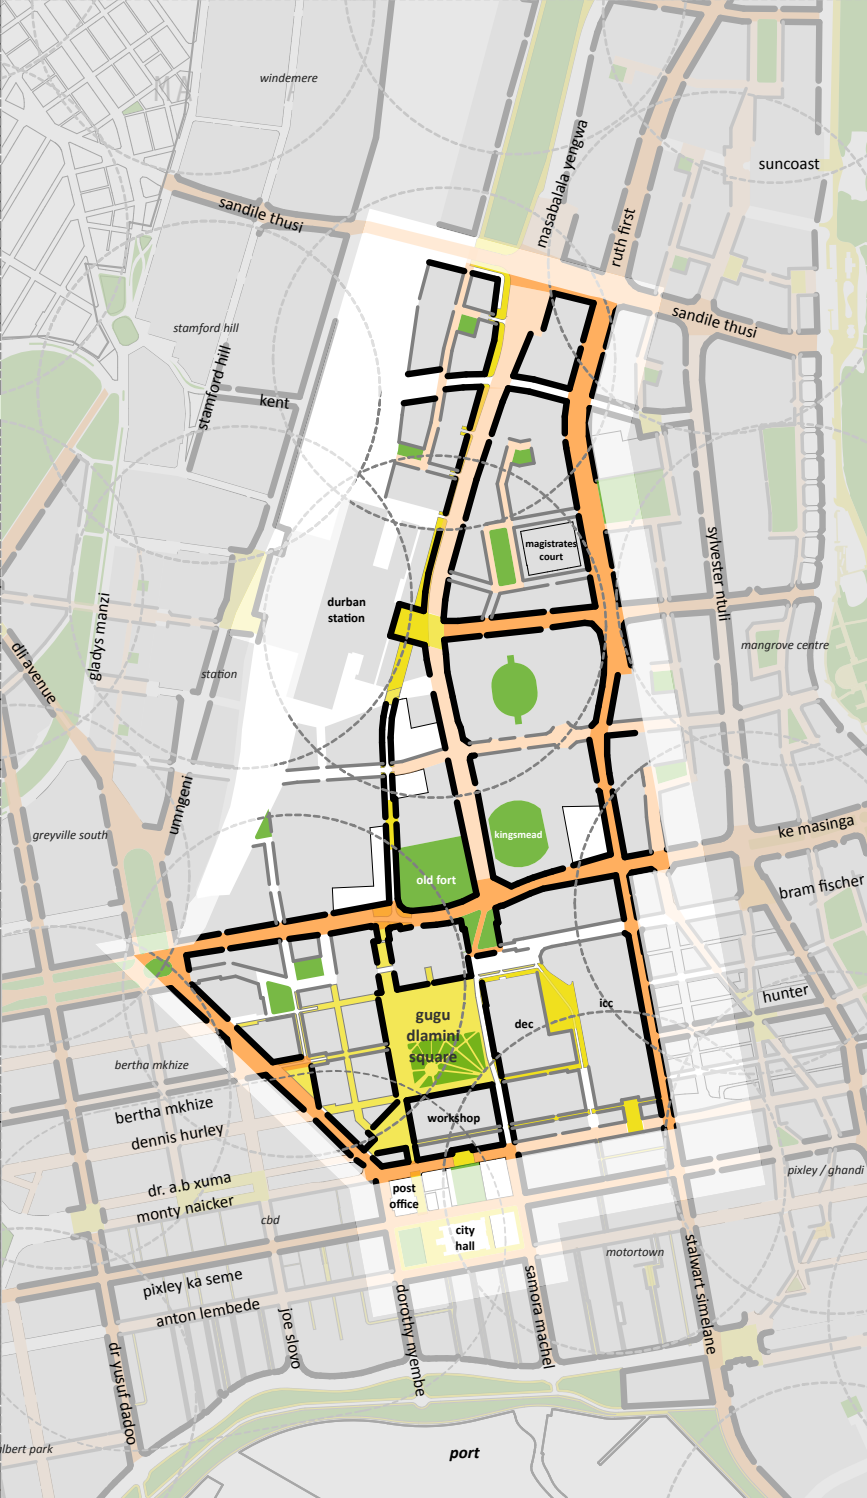 windemere
masabalala yengwa
suncoast
sandile thusi
ruth first
sandile thusi
stamford hill
stamford hill
kent
magistrates
court
sylvester ntuli
durban
station
gladys manzi
mangrove centre
dli avenue
station
umngeni
greyville south
kingsmead
ke masinga
old fort
bram fischer
hunter
gugu
dlamini
square
dec
icc
bertha mkhize
bertha mkhize
dennis hurley
workshop
dr. a.b xuma
monty naicker
post
office
pixley / ghandi
cbd
city
hall
motortown
stalwart simelane
pixley ka seme
anton lembede
samora machel
dorothy nyembe
joe slovo
dr yusuf dadoo
albert park
port